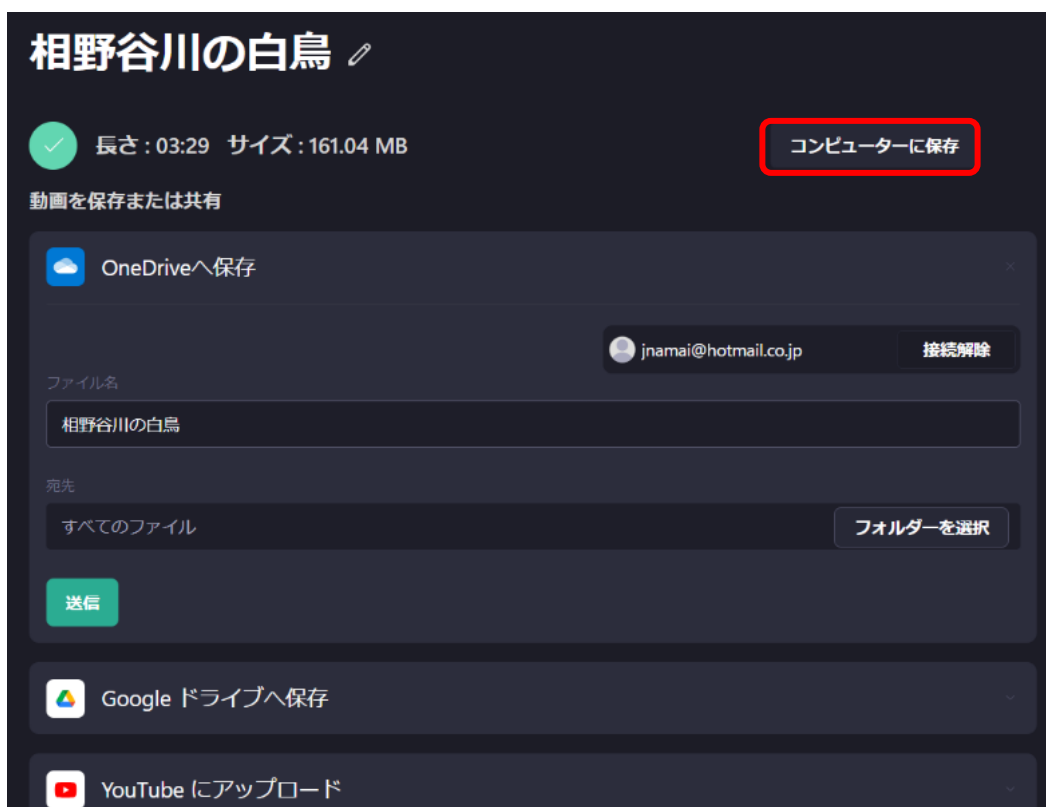 相野谷川の白鳥
長さ : 03:29 サイズ : 161.04 MB
コンピューターに保存
動画を保存または共有
OneDriveへ保存
jnamai@hotmail.co.jp
接続解除
ファイル名
相野谷川の白鳥
宛先
すべてのファイル
フォルダーを選択
送信
Google ドライブへ保存
YouTube にアップロード